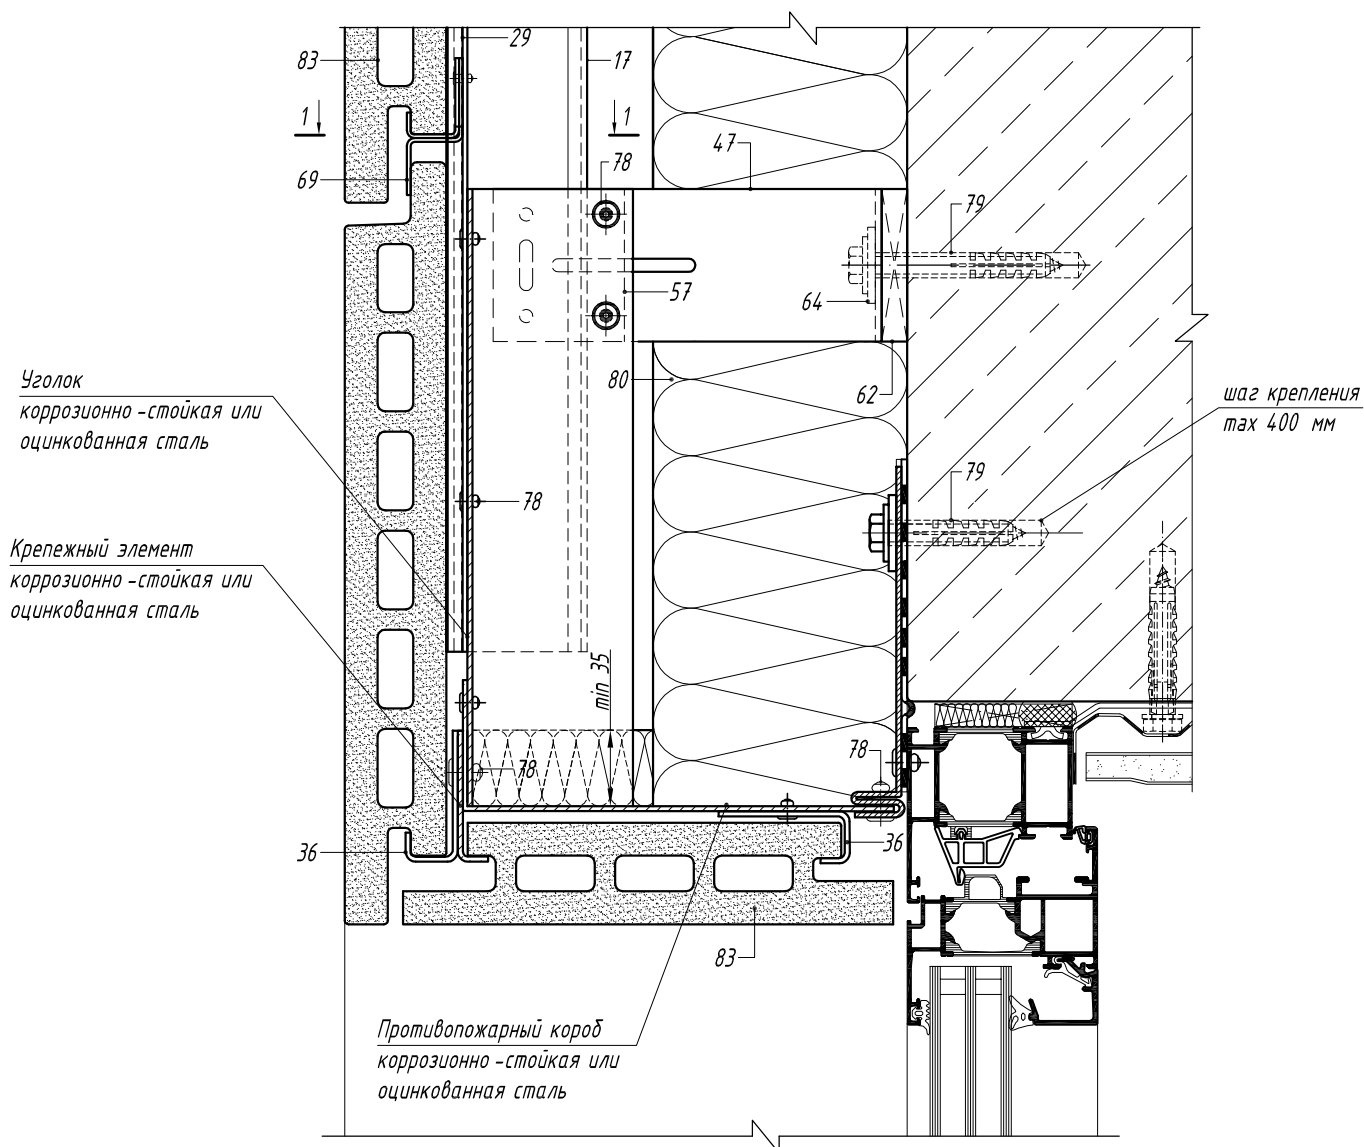 29
83
17
1
1
47
78
69
79
57
64
80
62
Уголок
коррозионно-стойкая или
оцинкованная сталь
шаг крепления
max 400 мм
79
78
Крепежный элемент
коррозионно-стойкая или
оцинкованная сталь
min 35
78
78
36
36
83
Противопожарный короб
коррозионно-стойкая или
оцинкованная сталь